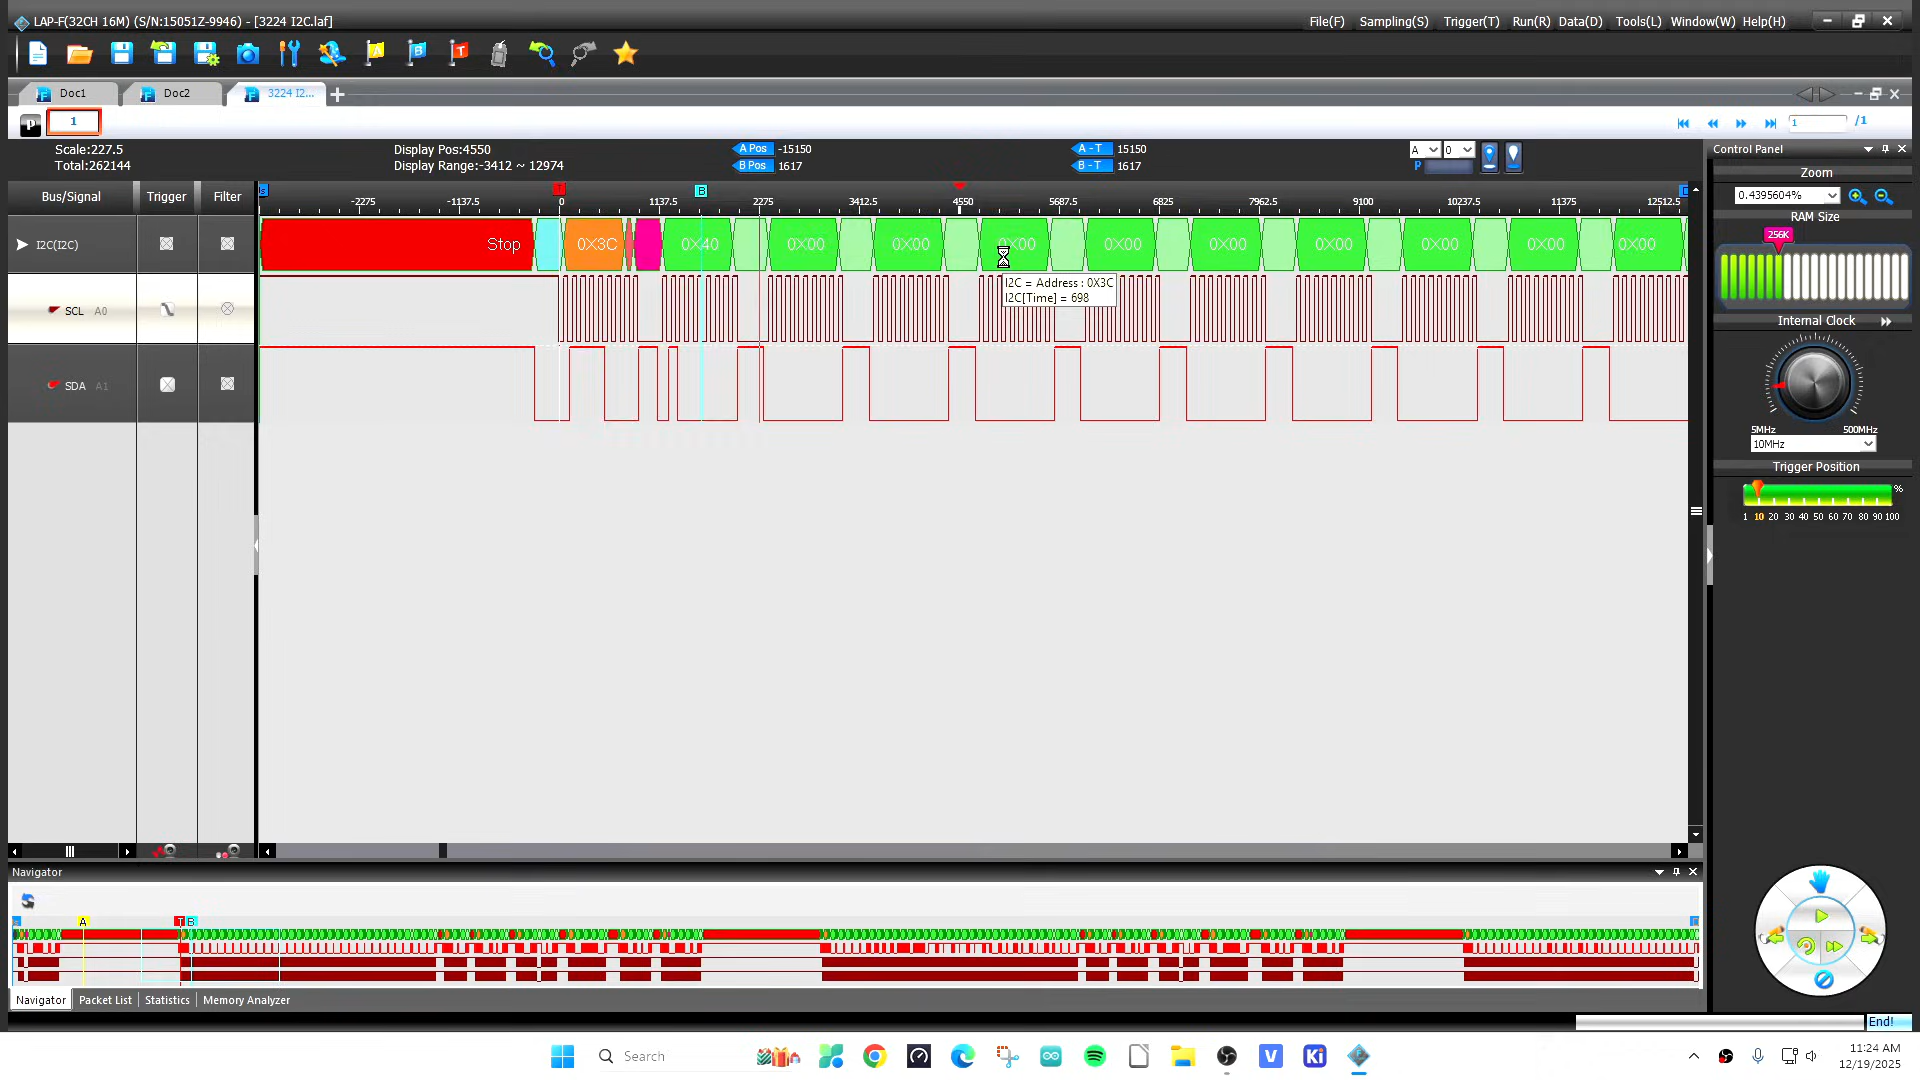 LAP-F(32CH 16M) (S/N:15051Z-9946) - [3224 I2C.laf]
File(F) Sampling(S) Trigger(T) Run(R) Data(D) Tools(L) Window(W) Help(H)
A B T
Doc1 Doc2 3224 I2... +
P 1
1 /1
Scale:227.5 Display Pos:4550 A Pos -15150 A - T 15150 A 0
Total:262144 Display Range:-3412 ~ 12974 B Pos 1617 B - T 1617 P
Control Panel
Zoom
0.4395604%
RAM Size
256K
Internal Clock
5MHz 500MHz
10MHz
Trigger Position
%
1 10 20 30 40 50 60 70 80 90 100
Bus/Signal Trigger Filter
T B
-2275 -1137.5 0 1137.5 2275 3412.5 4550 5687.5 6825 7962.5 9100 10237.5 11375 12512.5
I2C(I2C) Stop 0X3C 0X40 0X00 0X00 0X00 0X00 0X00 0X00 0X00 0X00 0X00
I2C = Address : 0X3C
I2C[Time] = 698
SCL A0
SDA A1
Navigator
A T B
Navigator Packet List Statistics Memory Analyzer
End!
Search
V Ki
11:24 AM
12/19/2025